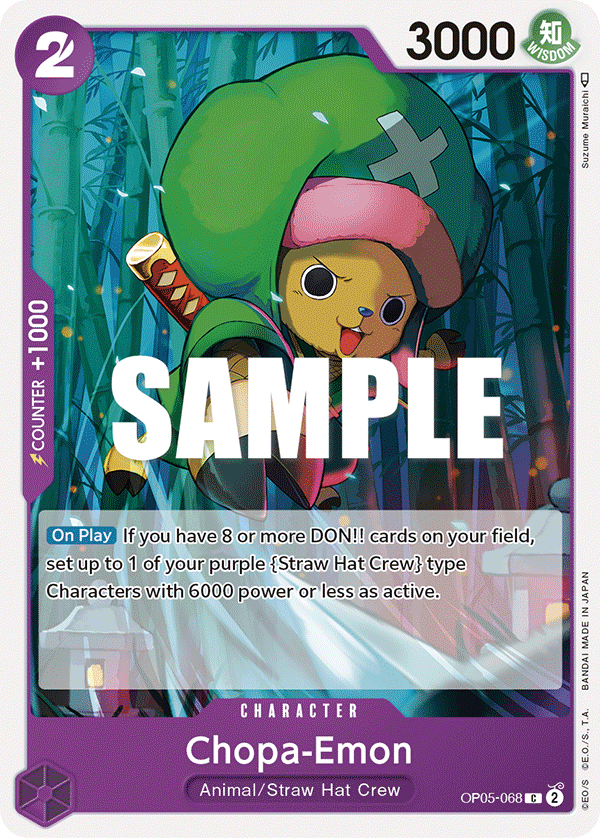 2
3000
知
WISDOM
Suzume Muraichi
COUNTER +1000
SAMPLE
On Play If you have 8 or more DON!! cards on your field,
set up to 1 of your purple {Straw Hat Crew} type
Characters with 6000 power or less as active.
CHARACTER
Chopa-Emon
Animal/Straw Hat Crew
OP05-068 C 2
©E.O/S ©E.O./S., T.A. BANDAI MADE IN JAPAN